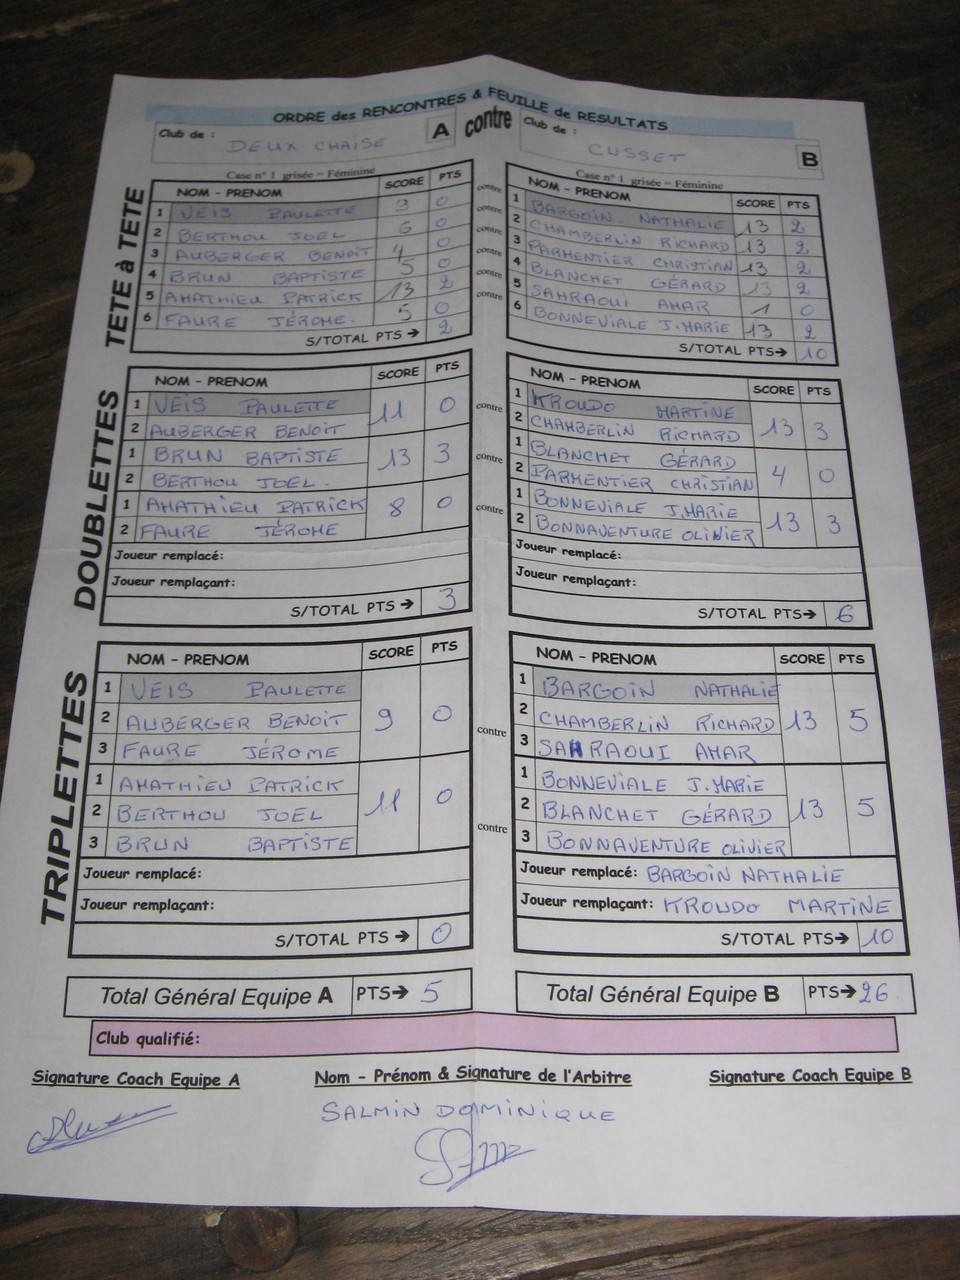 ORDRE des RENCONTRES & FEUILLE de RESULTATS
Club de : DEUX CHAISE A contre Club de : CUSSET B
Case n° 1 grisée = Féminine Case n° 1 grisée = Féminine
TETE à TETE
NOM - PRENOM SCORE PTS contre NOM - PRENOM SCORE PTS
1 VEIS PAULETTE 9 0 contre 1 BARGOIN NATHALIE 13 2
2 BERTHOU JOEL 6 0 contre 2 CHAMBERLIN RICHARD 13 2
3 AUBERGER BENOIT 4 0 contre 3 PARMENTIER CHRISTIAN 13 2
4 BRUN BAPTISTE 5 0 contre 4 BLANCHET GÉRARD 13 2
5 AMATHIEU PATRICK 13 2 contre 5 SAHRAOUI AMAR 1 0
6 FAURE JÉROME. 5 0 6 BONNEVIALE J.MARIE 13 2
S/TOTAL PTS → 2 S/TOTAL PTS → 10
DOUBLETTES
NOM - PRENOM SCORE PTS NOM - PRENOM SCORE PTS
1 VEIS PAULETTE 11 0 contre 1 KROUDO MARTINE 13 3
2 AUBERGER BENOIT 2 CHAMBERLIN RICHARD
1 BRUN BAPTISTE 13 3 contre 1 BLANCHET GÉRARD 4 0
2 BERTHOU JOEL. 2 PARMENTIER CHRISTIAN
1 AMATHIEU PATRICK 8 0 contre 1 BONNEVIALE J.MARIE 13 3
2 FAURE JÉROME 2 BONNAVENTURE OLIVIER
Joueur remplacé: Joueur remplacé:
Joueur remplaçant: Joueur remplaçant:
S/TOTAL PTS → 3 S/TOTAL PTS → 6
TRIPLETTES
NOM - PRENOM SCORE PTS NOM - PRENOM SCORE PTS
1 VEIS PAULETTE 9 0 contre 1 BARGOIN NATHALIE 13 5
2 AUBERGER BENOIT 2 CHAMBERLIN RICHARD
3 FAURE JÉROME 3 SAHRAOUI AMAR
1 AMATHIEU PATRICK 11 0 contre 1 BONNEVIALE J.MARIE 13 5
2 BERTHOU JOEL 2 BLANCHET GÉRARD
3 BRUN BAPTISTE 3 BONNAVENTURE OLIVIER
Joueur remplacé: Joueur remplacé: BARGOIN NATHALIE
Joueur remplaçant: Joueur remplaçant: KROUDO MARTINE
S/TOTAL PTS → 0 S/TOTAL PTS → 10
Total Général Equipe A PTS → 5 Total Général Equipe B PTS → 26
Club qualifié:
Signature Coach Equipe A Nom - Prénom & Signature de l'Arbitre Signature Coach Equipe B
SALMIN DOMINIQUE